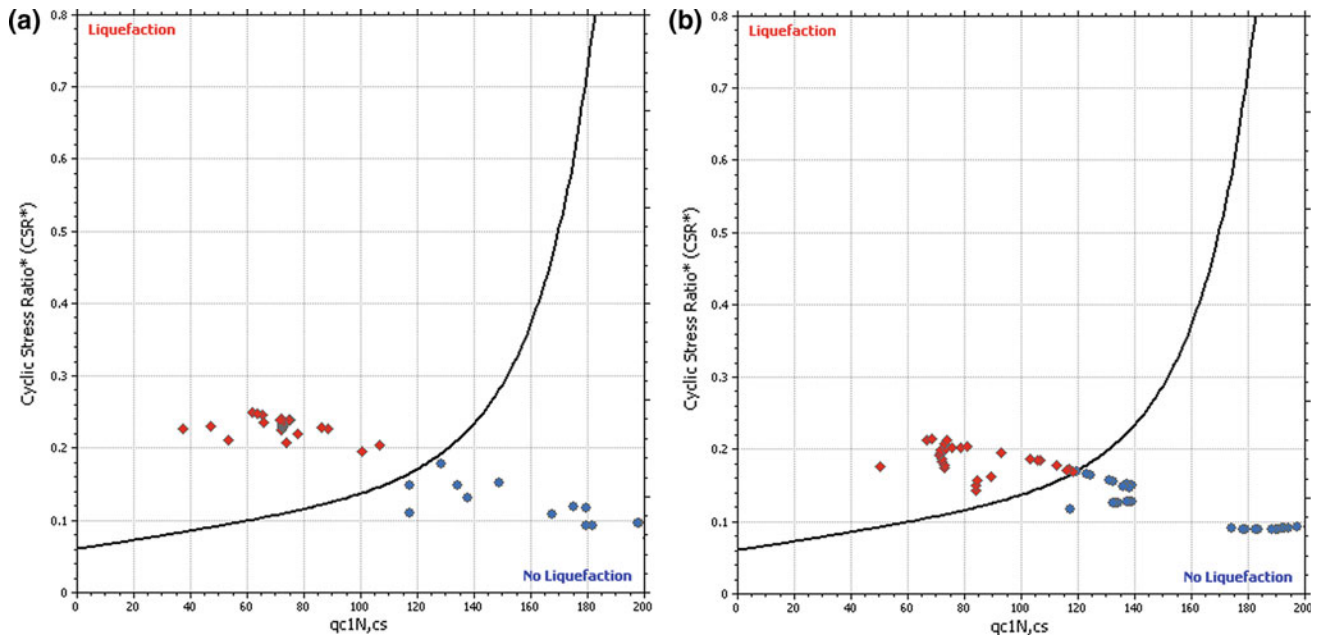 (a)
Liquefaction
0.8
0.7
0.6
0.5
0.4
0.3
0.2
0.1
0
Cyclic Stress Ratio* (CSR*)
No Liquefaction
0 20 40 60 80 100 120 140 160 180 200
qc1N,cs
(b)
Liquefaction
0.8
0.7
0.6
0.5
0.4
0.3
0.2
0.1
0
Cyclic Stress Ratio* (CSR*)
No Liquefaction
0 20 40 60 80 100 120 140 160 180 200
qc1N,cs